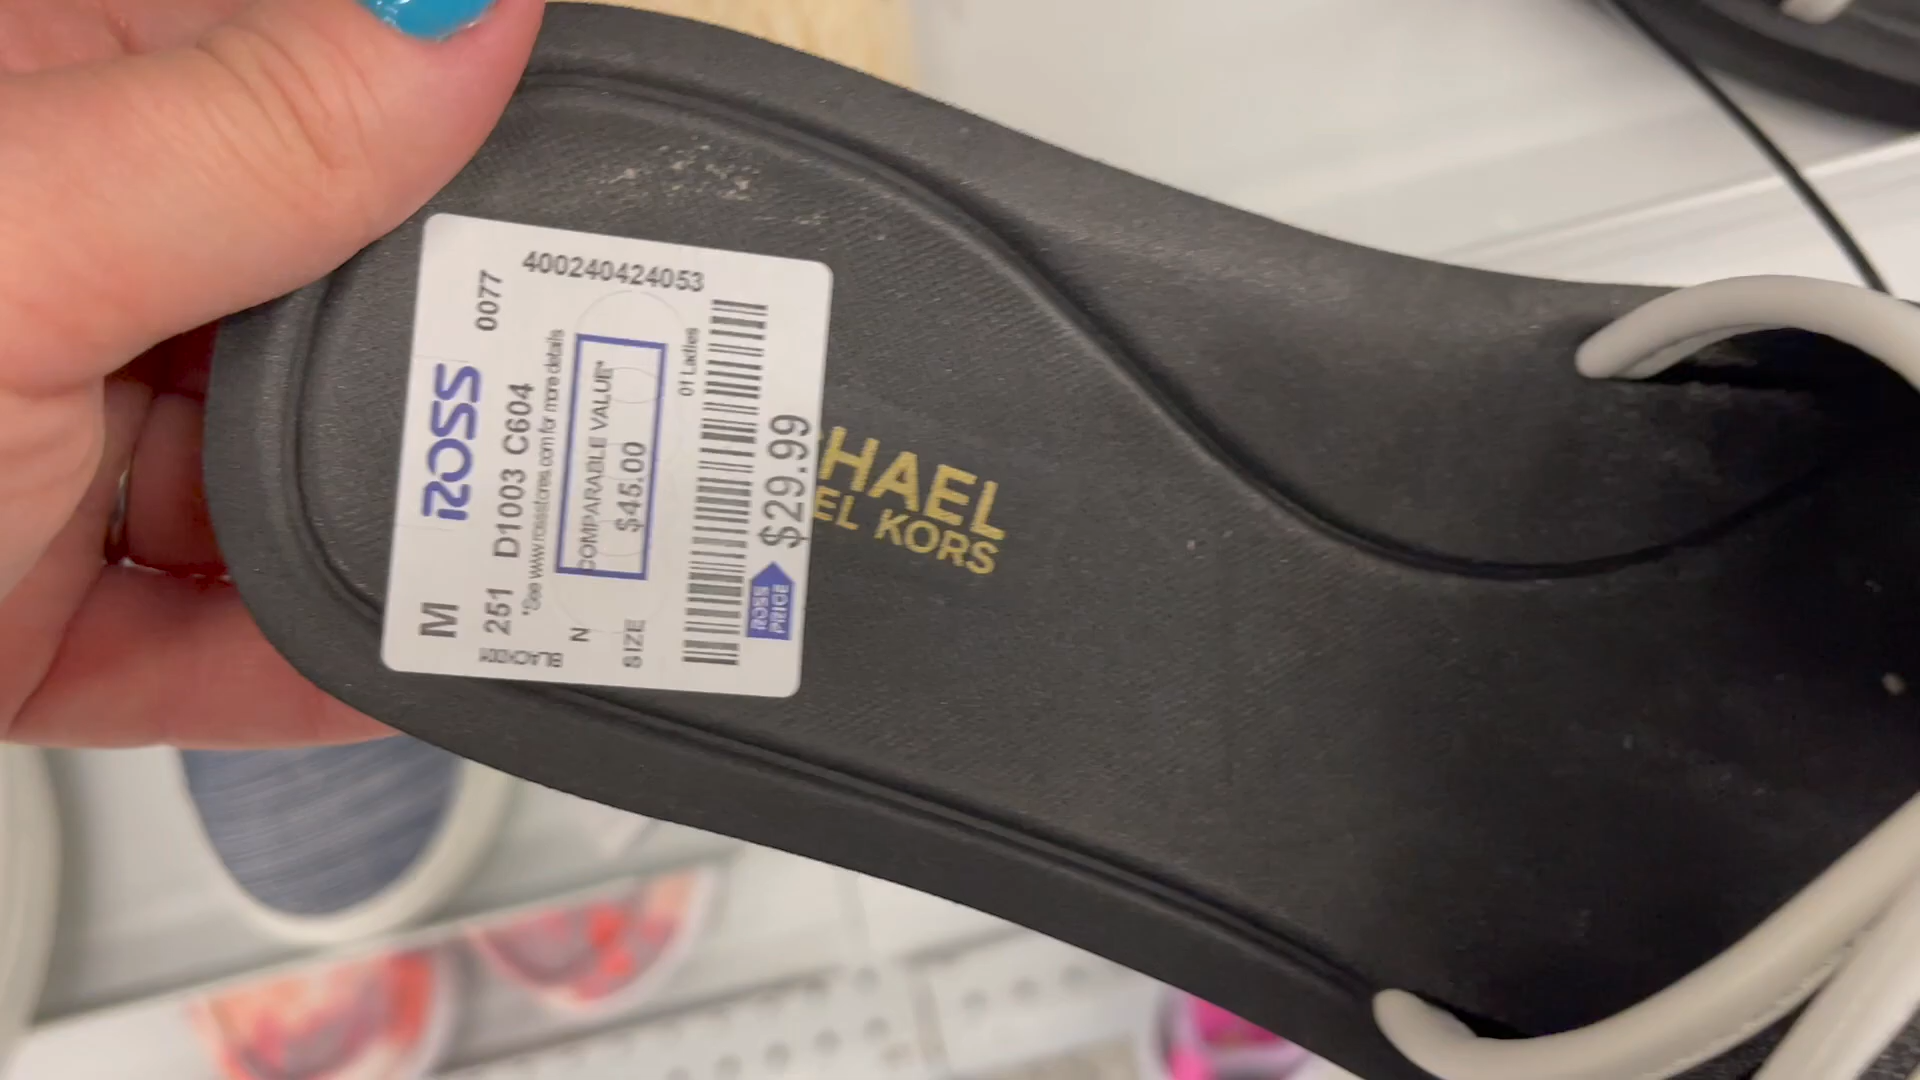 400240424053
ROSS
0077
M
251 D1003 C604
*See www.rossstores.com for more details
BLACK001
N
COMPARABLE VALUE*
$45.00
SIZE
01 Ladies
$29.99
ROSS
PRICE
HAEL
EL KORS